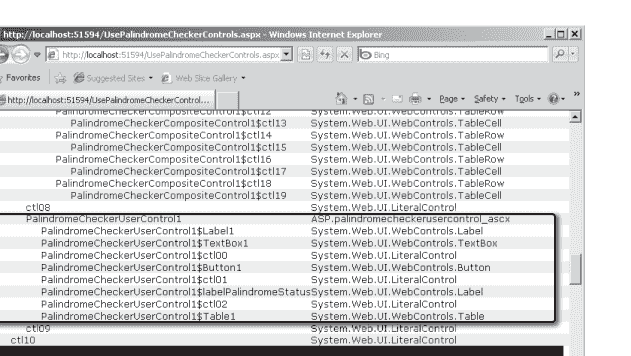 http://localhost:51594/UsePalindromeCheckerControls.aspx - Windows Internet Explorer
http://localhost:51594/UsePalindromeCheckerControls.aspx Bing
Favorites Suggested Sites Web Slice Gallery
http://localhost:51594/UsePalindromeCheckerControl... Page Safety Tools
PalindromeCheckerCompositeControl1$ctl12 System.Web.UI.WebControls.TableRow
PalindromeCheckerCompositeControl1$ctl13 System.Web.UI.WebControls.TableCell
PalindromeCheckerCompositeControl1$ctl14 System.Web.UI.WebControls.TableRow
PalindromeCheckerCompositeControl1$ctl15 System.Web.UI.WebControls.TableCell
PalindromeCheckerCompositeControl1$ctl16 System.Web.UI.WebControls.TableRow
PalindromeCheckerCompositeControl1$ctl17 System.Web.UI.WebControls.TableCell
PalindromeCheckerCompositeControl1$ctl18 System.Web.UI.WebControls.TableRow
PalindromeCheckerCompositeControl1$ctl19 System.Web.UI.WebControls.TableCell
ctl08 System.Web.UI.LiteralControl
PalindromeCheckerUserControl1 ASP.palindromecheckerusercontrol_ascx
PalindromeCheckerUserControl1$Label1 System.Web.UI.WebControls.Label
PalindromeCheckerUserControl1$TextBox1 System.Web.UI.WebControls.TextBox
PalindromeCheckerUserControl1$ctl00 System.Web.UI.LiteralControl
PalindromeCheckerUserControl1$Button1 System.Web.UI.WebControls.Button
PalindromeCheckerUserControl1$ctl01 System.Web.UI.LiteralControl
PalindromeCheckerUserControl1$labelPalindromeStatusSystem.Web.UI.WebControls.Label
PalindromeCheckerUserControl1$ctl02 System.Web.UI.LiteralControl
PalindromeCheckerUserControl1$Table1 System.Web.UI.WebControls.Table
ctl09 System.Web.UI.LiteralControl
ctl10 System.Web.UI.LiteralControl